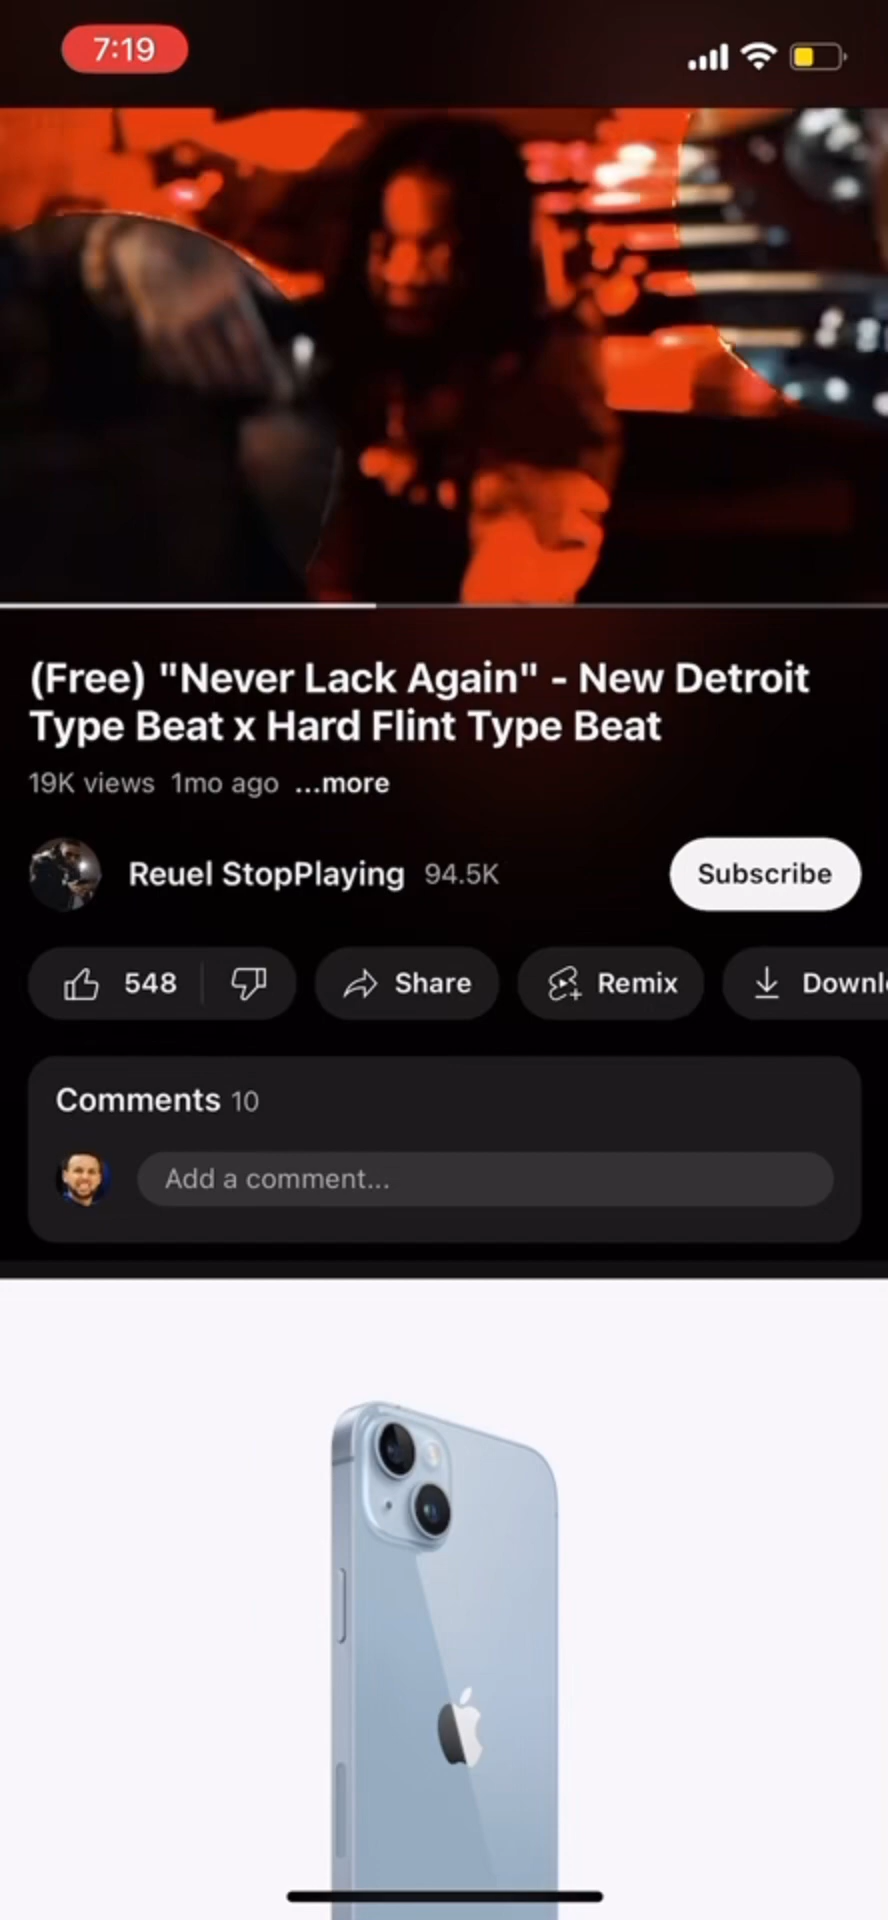 7:19
(Free) "Never Lack Again" - New Detroit
Type Beat x Hard Flint Type Beat
19K views 1mo ago ...more
Reuel StopPlaying 94.5K
Subscribe
548
Share
Remix
Downl
Comments 10
Add a comment...